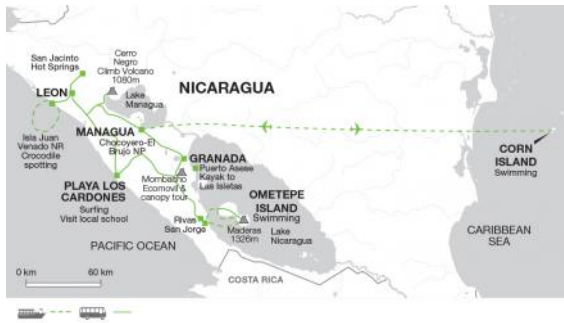 San Jacinto
Hot Springs
Cerro
Negro
Climb Volcano
1080m
NICARAGUA
LEON
Lake
Managua
Isla Juan
Venado NR
Crocodile
spotting
MANAGUA
Chocoyero-El
Brujo NP
GRANADA
Puerto Asese
Kayak to
Las Isletas
CORN
ISLAND
Swimming
Mombacho
Ecomovil &
canopy tour
PLAYA LOS
CARDONES
Surfing
Visit local school
OMETEPE
ISLAND
Swimming
Rivas
San Jorge
Maderas
1326m
Lake
Nicaragua
PACIFIC OCEAN
CARIBBEAN
SEA
COSTA RICA
0 km
60 km